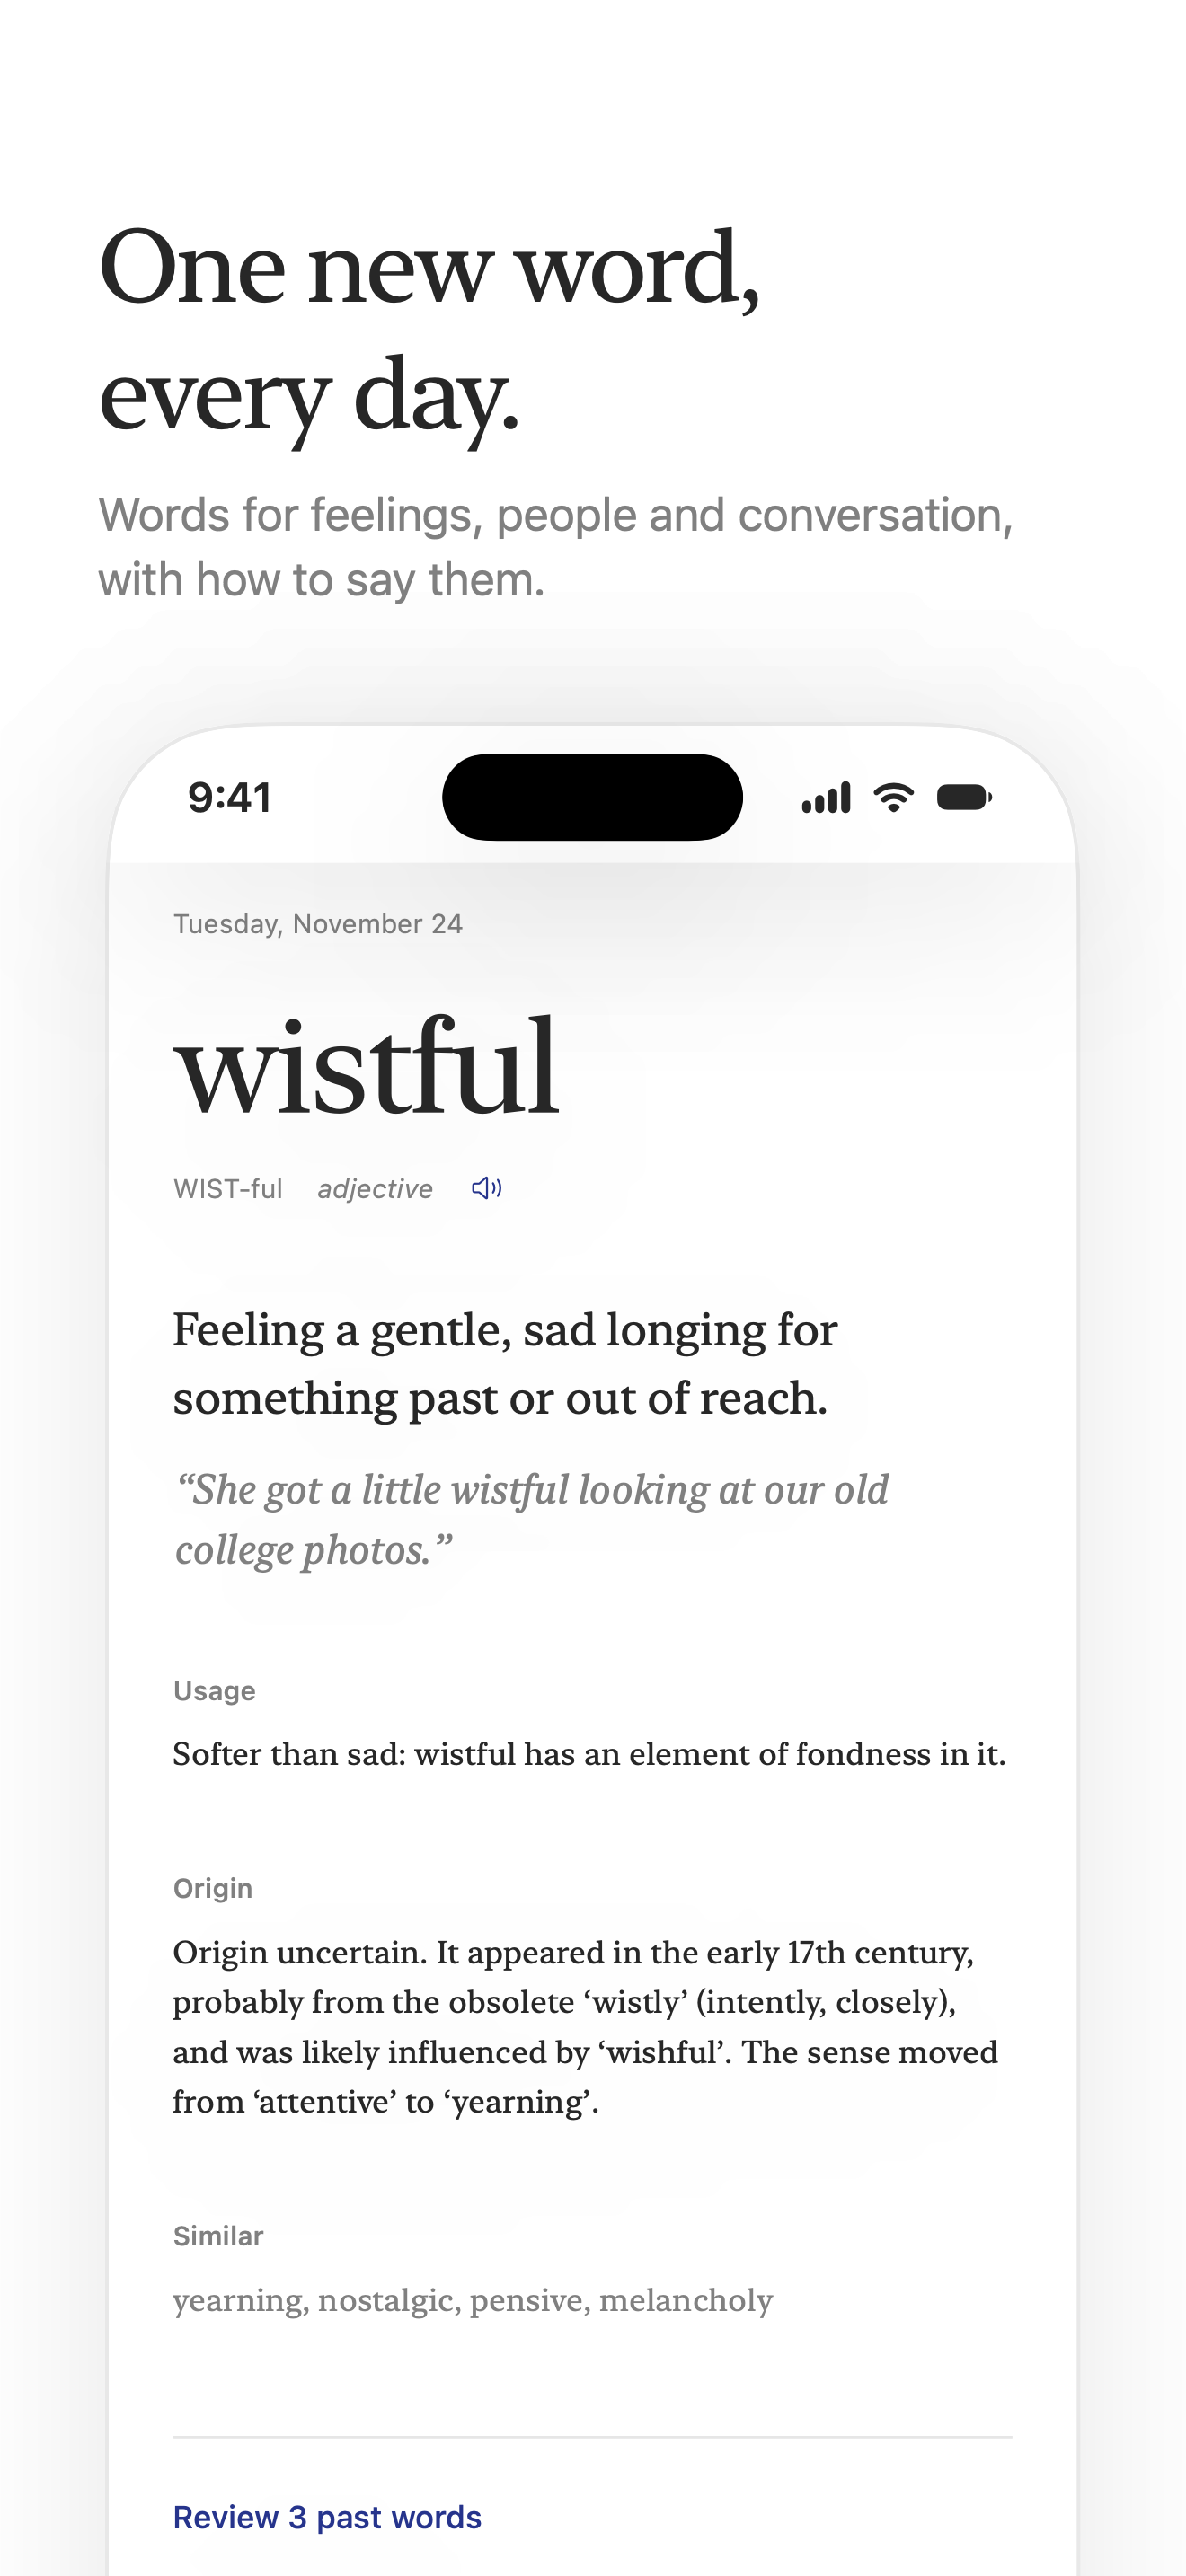 One new word,
every day.
Words for feelings, people and conversation,
with how to say them.
9:41
Tuesday, November 24
wistful
WIST-ful adjective
Feeling a gentle, sad longing for
something past or out of reach.
“She got a little wistful looking at our old
college photos.”
Usage
Softer than sad: wistful has an element of fondness in it.
Origin
Origin uncertain. It appeared in the early 17th century,
probably from the obsolete ‘wistly’ (intently, closely),
and was likely influenced by ‘wishful’. The sense moved
from ‘attentive’ to ‘yearning’.
Similar
yearning, nostalgic, pensive, melancholy
Review 3 past words